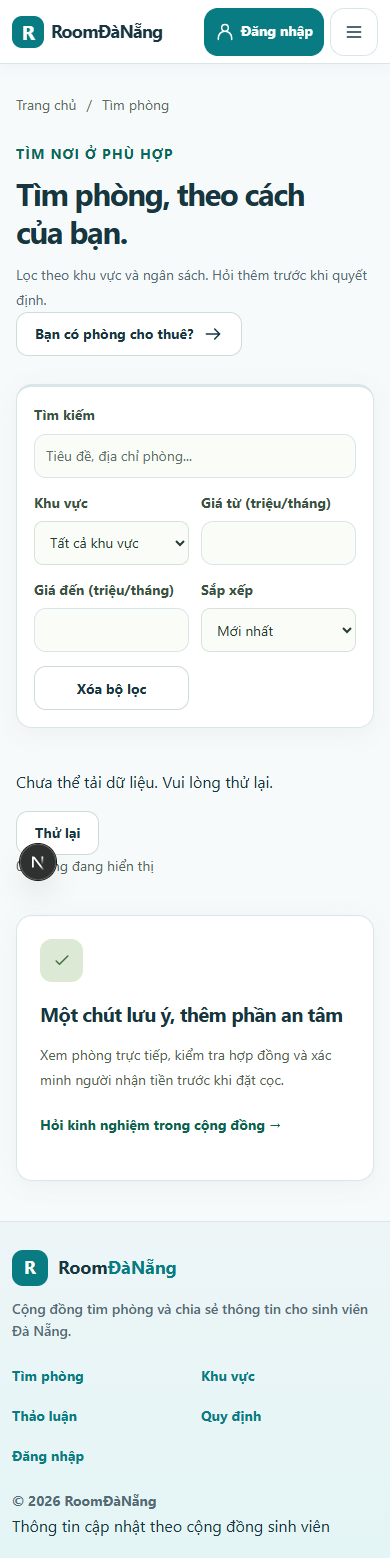 R RoomĐàNẵng Đăng nhập
Trang chủ / Tìm phòng
TÌM NƠI Ở PHÙ HỢP
Tìm phòng, theo cách
của bạn.
Lọc theo khu vực và ngân sách. Hỏi thêm trước khi quyết
định.
Bạn có phòng cho thuê? →
Tìm kiếm
Tiêu đề, địa chỉ phòng...
Khu vực Giá từ (triệu/tháng)
Tất cả khu vực
Giá đến (triệu/tháng) Sắp xếp
Mới nhất
Xóa bộ lọc
Chưa thể tải dữ liệu. Vui lòng thử lại.
Thử lại
N
đang hiển thị
Một chút lưu ý, thêm phần an tâm
Xem phòng trực tiếp, kiểm tra hợp đồng và xác
minh người nhận tiền trước khi đặt cọc.
Hỏi kinh nghiệm trong cộng đồng →
R RoomĐàNẵng
Cộng đồng tìm phòng và chia sẻ thông tin cho sinh viên
Đà Nẵng.
Tìm phòng Khu vực
Thảo luận Quy định
Đăng nhập
© 2026 RoomĐàNẵng
Thông tin cập nhật theo cộng đồng sinh viên